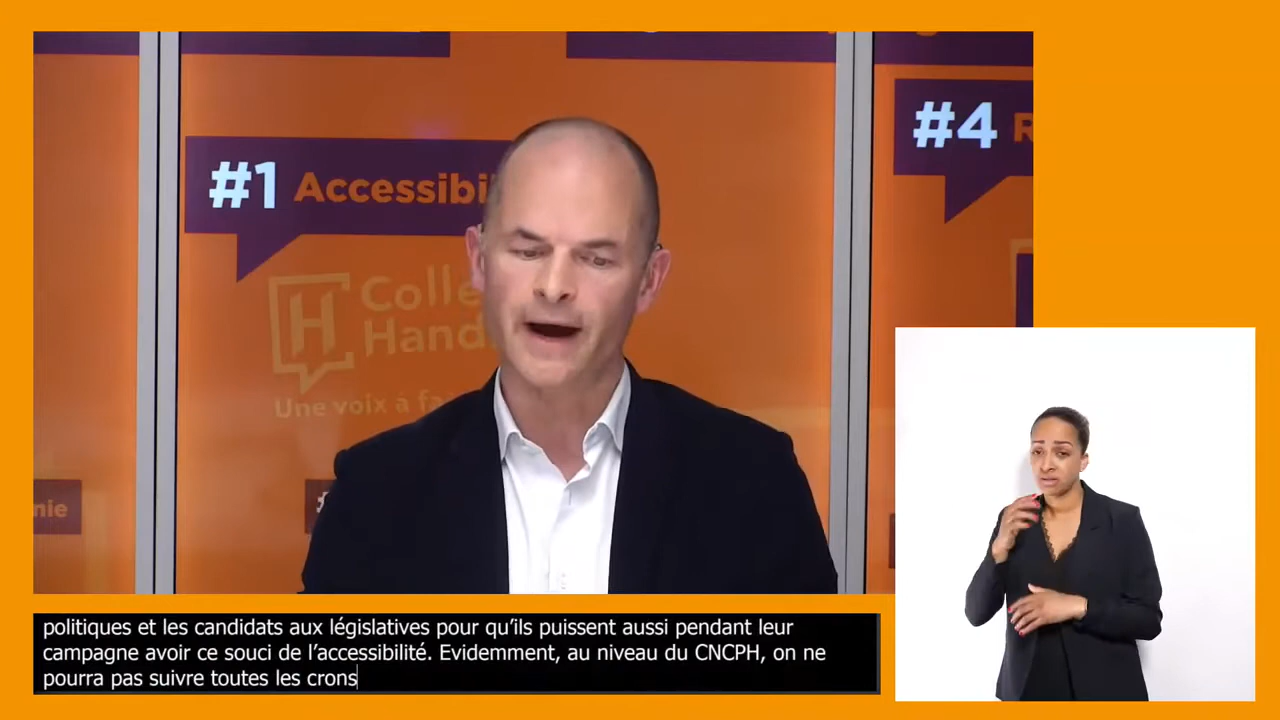 #1 Accessibi
#4 R
Colle
Hand
Une voix à fa
nie
politiques et les candidats aux législatives pour qu'ils puissent aussi pendant leur
campagne avoir ce souci de l'accessibilité. Evidemment, au niveau du CNCPH, on ne
pourra pas suivre toutes les crons